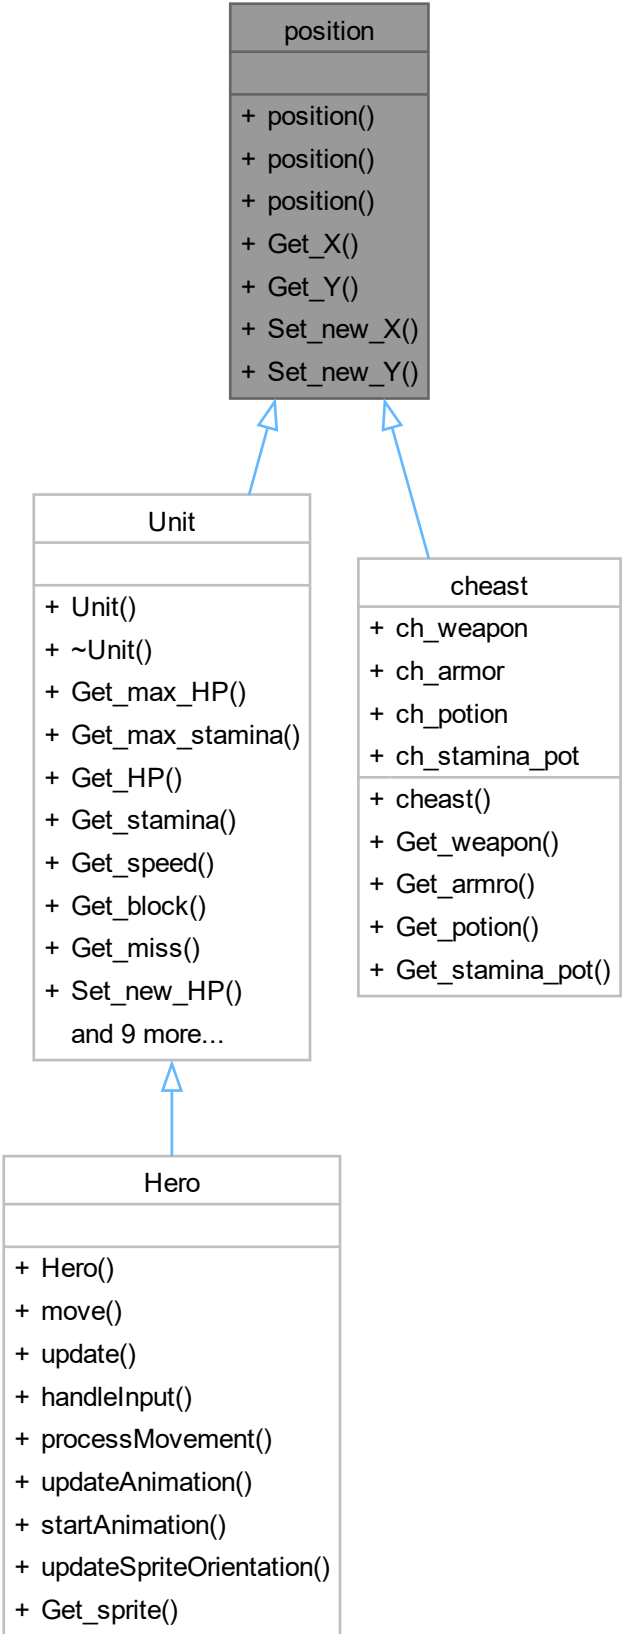 position
+ position()
+ position()
+ position()
+ Get_X()
+ Get_Y()
+ Set_new_X()
+ Set_new_Y()
Unit
+ Unit()
+ ~Unit()
+ Get_max_HP()
+ Get_max_stamina()
+ Get_HP()
+ Get_stamina()
+ Get_speed()
+ Get_block()
+ Get_miss()
+ Set_new_HP()
and 9 more...
cheast
+ ch_weapon
+ ch_armor
+ ch_potion
+ ch_stamina_pot
+ cheast()
+ Get_weapon()
+ Get_armro()
+ Get_potion()
+ Get_stamina_pot()
Hero
+ Hero()
+ move()
+ update()
+ handleInput()
+ processMovement()
+ updateAnimation()
+ startAnimation()
+ updateSpriteOrientation()
+ Get_sprite()